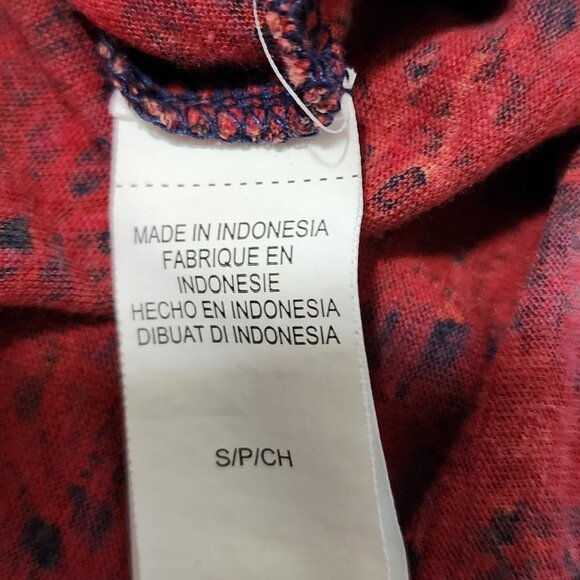 MADE IN INDONESIA
FABRIQUE EN
INDONESIE
HECHO EN INDONESIA
DIBUAT DI INDONESIA
S/P/CH